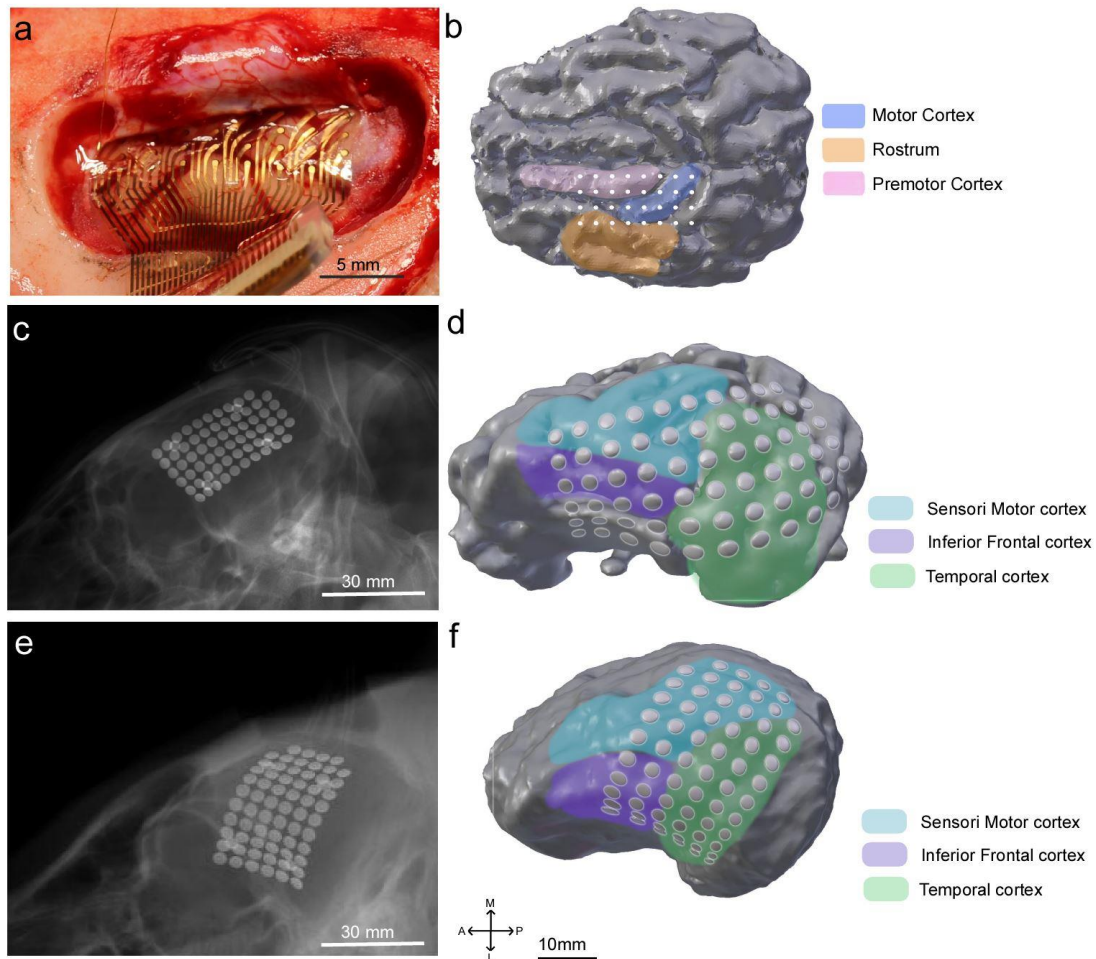 a
5 mm
b
Motor Cortex
Rostrum
Premotor Cortex
c
30 mm
d
Sensori Motor cortex
Inferior Frontal cortex
Temporal cortex
e
30 mm
f
Sensori Motor cortex
Inferior Frontal cortex
Temporal cortex
M
A
P
L
10mm